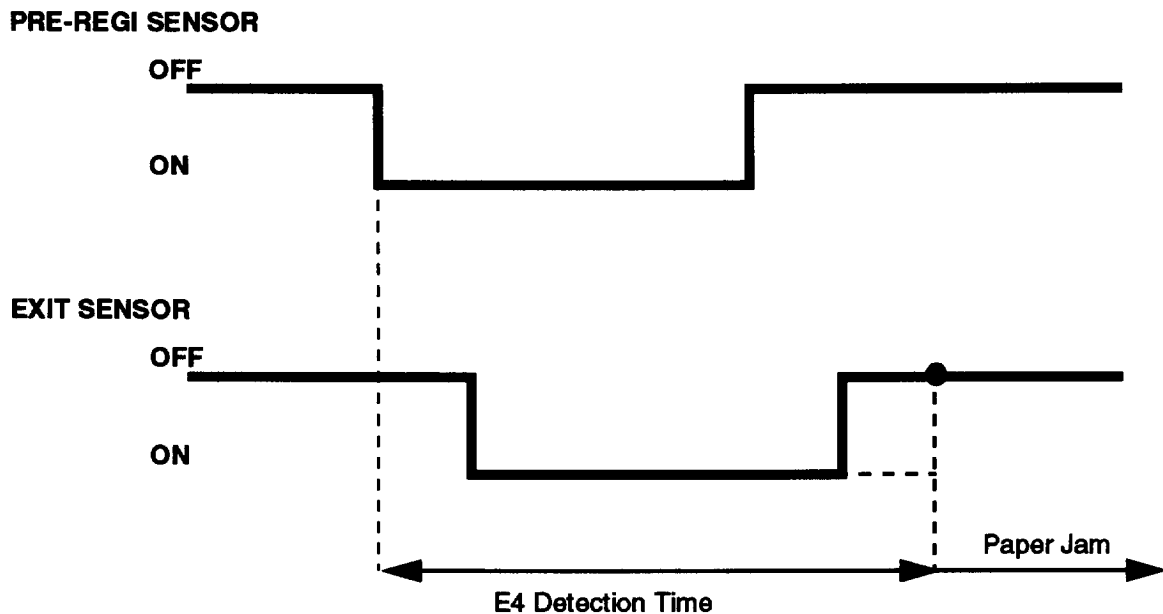 PRE-REGI SENSOR
OFF
ON
EXIT SENSOR
OFF
ON
Paper Jam
E4 Detection Time